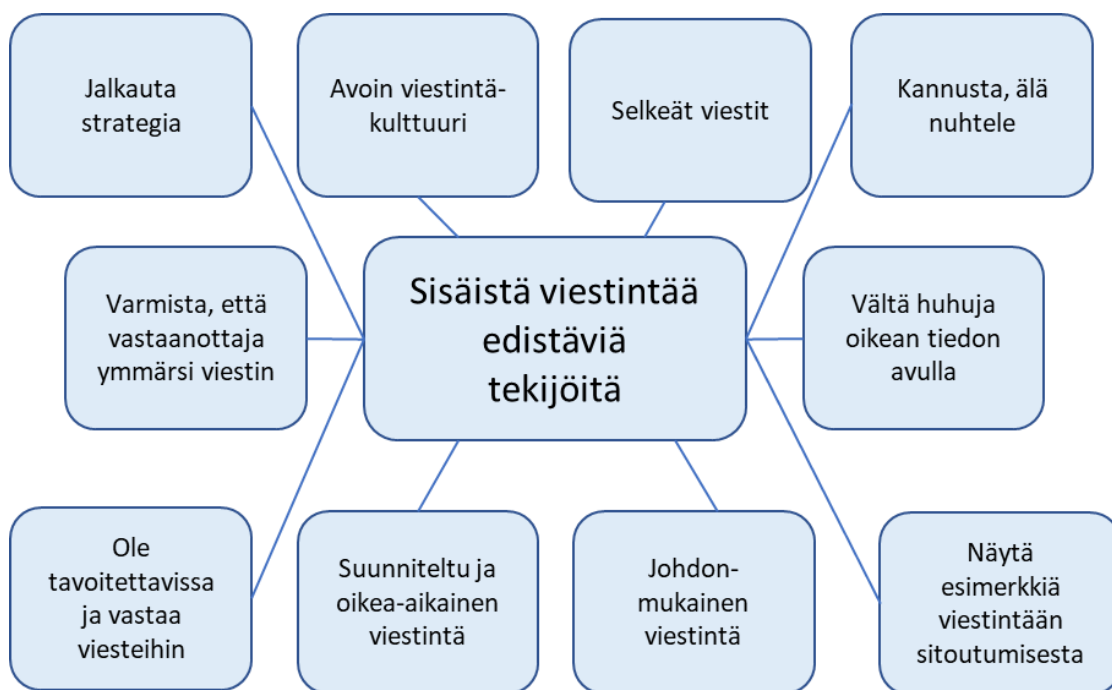 Jalkauta
strategia
Avoin viestintä-
kulttuuri
Selkeät viestit
Kannusta, älä
nuhtele
Varmista, että
vastaanottaja
ymmärsi viestin
Sisäistä viestintää
edistäviä
tekijöitä
Vältä huhuja
oikean tiedon
avulla
Ole
tavoitettavissa
ja vastaa
viesteihin
Suunniteltu ja
oikea-aikainen
viestintä
Johdon-
mukainen
viestintä
Näytä
esimerkkiä
viestintään
sitoutumisesta